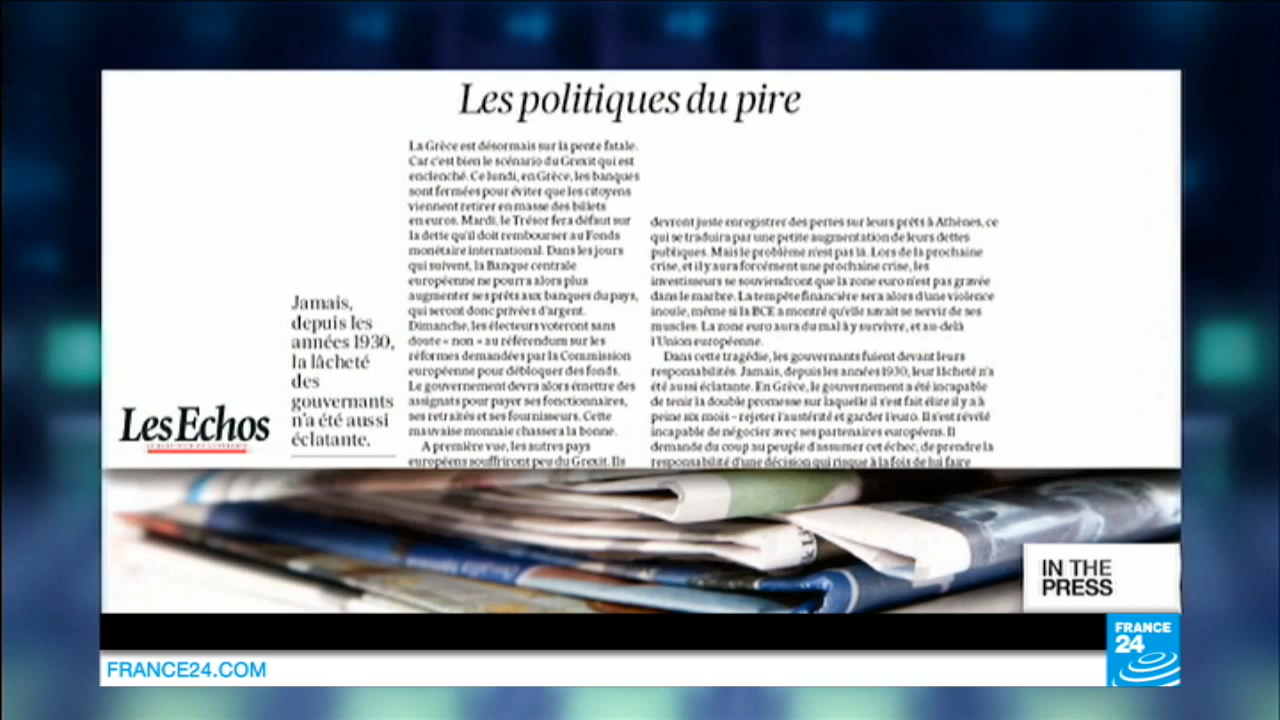 Les politiques du pire
La Grèce est désormais sur la pente fatale.
Car c'est bien le scénario du Grexit qui est
enclenché. Ce lundi, en Grèce, les banques
sont fermées pour éviter que les citoyens
viennent retirer en masse des billets
en euros. Mardi, le Trésor fera défaut sur
la dette qu'il doit rembourser au Fonds
monétaire international. Dans les jours
qui suivent, la Banque centrale
européenne ne pourra alors plus
augmenter ses prêts aux banques du pays,
qui seront donc privées d'argent.
Dimanche, les électeurs voteront sans
doute « non » au référendum sur les
réformes demandées par la Commission
européenne pour débloquer des fonds.
Le gouvernement devra alors émettre des
assignats pour payer ses fonctionnaires,
ses retraités et ses fournisseurs. Cette
mauvaise monnaie chassera la bonne.
A première vue, les autres pays
européens souffriront peu du Grexit. Ils
devront juste enregistrer des pertes sur leurs prêts à Athènes, ce
qui se traduira par une petite augmentation de leurs dettes
publiques. Mais le problème n'est pas là. Lors de la prochaine
crise, et il y aura forcément une prochaine crise, les
investisseurs se souviendront que la zone euro n'est pas gravée
dans le marbre. La tempête financière sera alors d'une violence
inouïe, même si la BCE a montré qu'elle savait se servir de ses
muscles. La zone euro aura du mal à y survivre, et au-delà
l'Union européenne.
Dans cette tragédie, les gouvernants fuient devant leurs
responsabilités. Jamais, depuis les années 1930, leur lâcheté n'a
été aussi éclatante. En Grèce, le gouvernement a été incapable
de tenir la double promesse sur laquelle il s'est fait élire il y a à
peine six mois – rejeter l'austérité et garder l'euro. Il s'est révélé
incapable de négocier avec ses partenaires européens. Il
demande du coup au peuple d'assumer cet échec, de prendre la
responsabilité d'une décision qui risque à la fois de lui faire
Jamais,
depuis les
années 1930,
la lâcheté
des
gouvernants
n'a été aussi
éclatante.
Les Echos
IN THE
PRESS
FRANCE
24
FRANCE24.COM